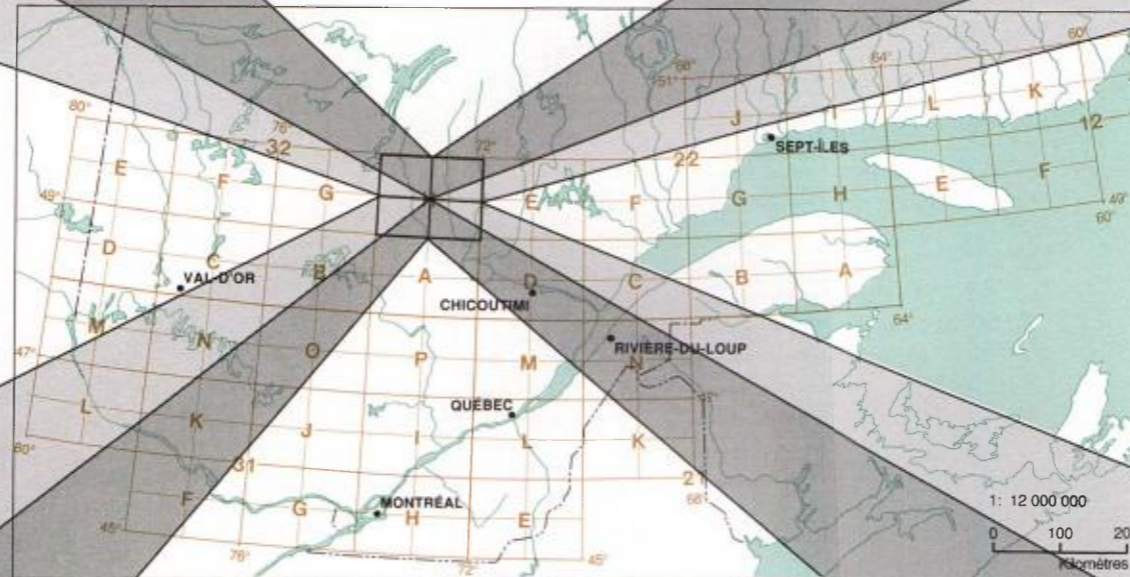 60°
68°
64°
51°
L
K
80°
J
I
12
76°
32
72°
SEPT-ÎLES
22
E
F
G
E
F
G
H
E
F
49°
49°
60°
D
C
B
A
D
C
B
A
VAL-D'OR
CHICOUTIMI
64°
M
N
O
P
M
RIVIÈRE-DU-LOUP
N
47°
L
K
J
I
QUÉBEC
L
K
80°
31
21
68°
F
G
MONTRÉAL
H
E
45°
76°
72°
45°
1: 12 000 000
0 100 20
Kilomètres